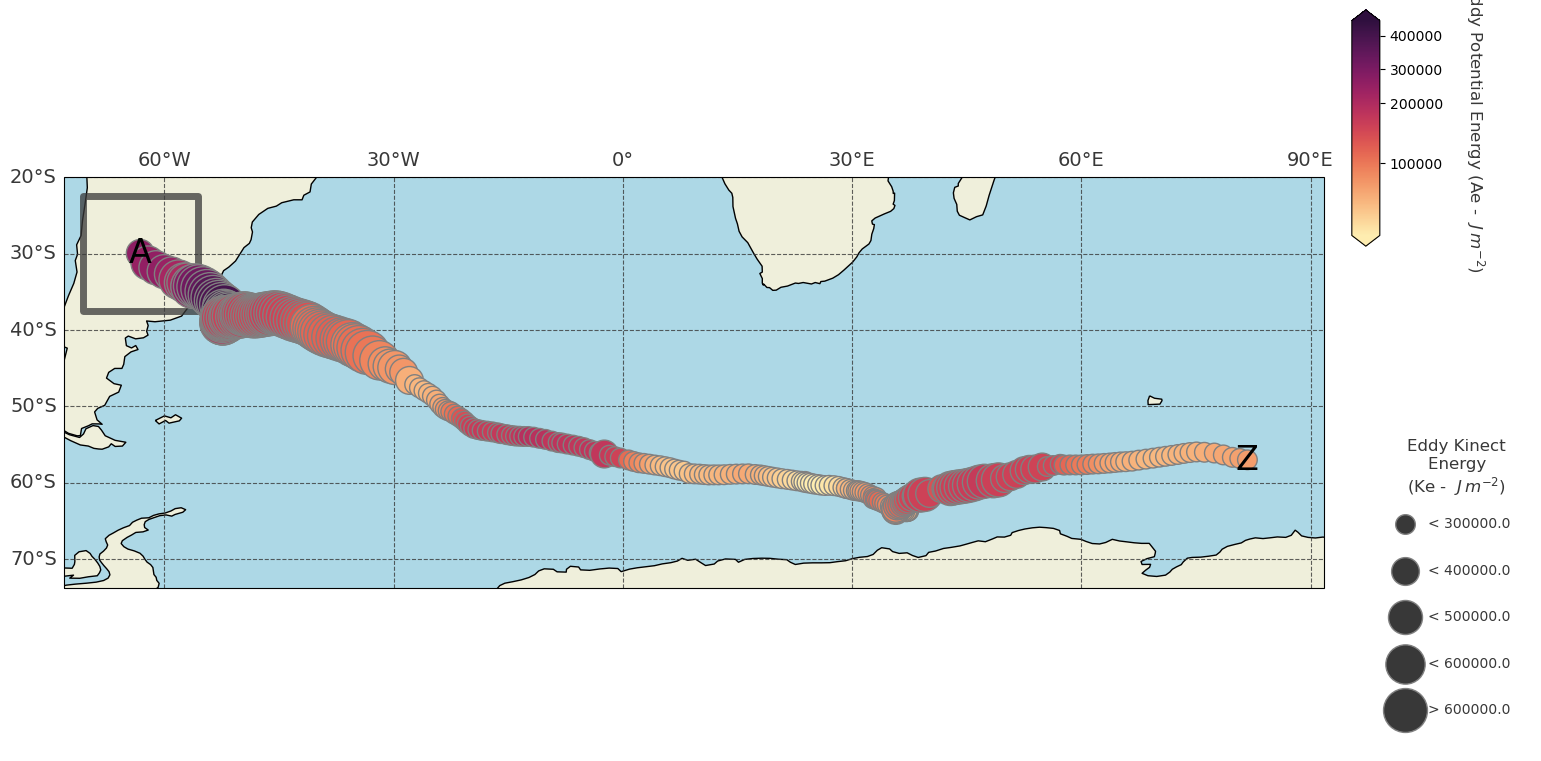 400000
300000
200000
100000
ddy Potential Energy (Ae - J m⁻²)
60°W 30°W 0° 30°E 60°E 90°E
20°S
30°S
40°S
50°S
60°S
70°S
A
Z
Eddy Kinect
Energy
(Ke - J m⁻²)
< 300000.0
< 400000.0
< 500000.0
< 600000.0
> 600000.0